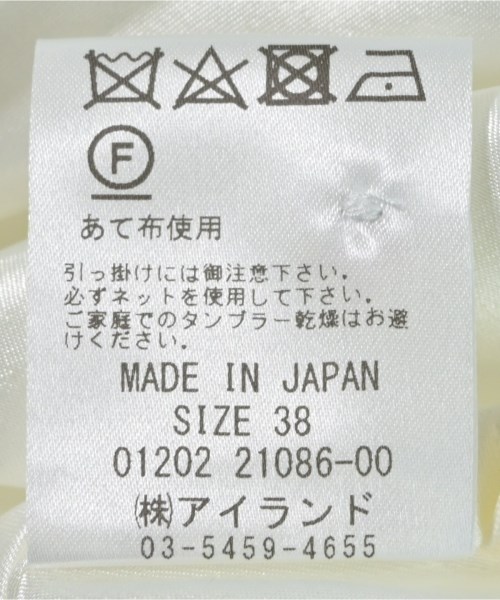 F
あて布使用
引っ掛けには御注意下さい。
必ずネットを使用して下さい。
ご家庭でのタンブラー乾燥はお避
けください。
MADE IN JAPAN
SIZE 38
01202 21086-00
㈱アイランド
03-5459-4655